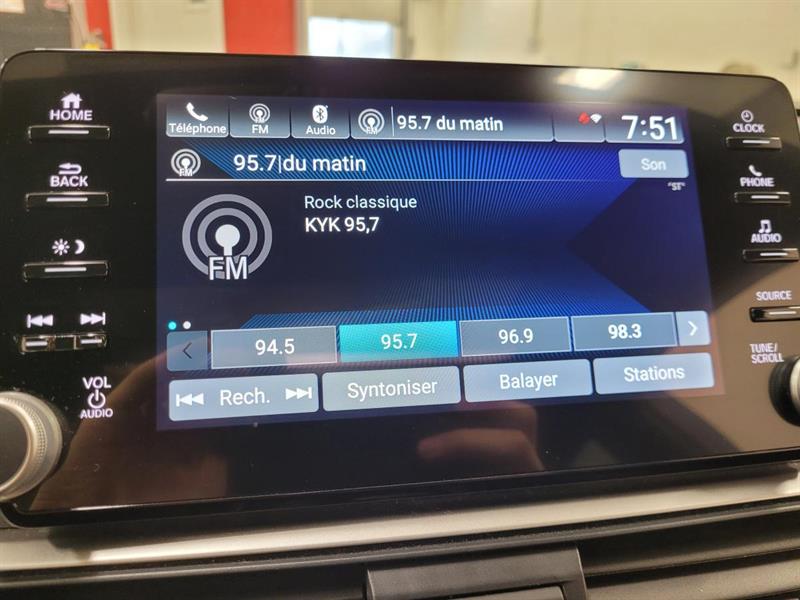 HOME
BACK
VOL
AUDIO
Téléphone
FM
Audio
FM
95.7 du matin
7:51
FM
95.7|du matin
Son
"ST"
Rock classique
KYK 95,7
FM
94.5
95.7
96.9
98.3
Rech.
Syntoniser
Balayer
Stations
CLOCK
PHONE
AUDIO
SOURCE
TUNE/
SCROLL